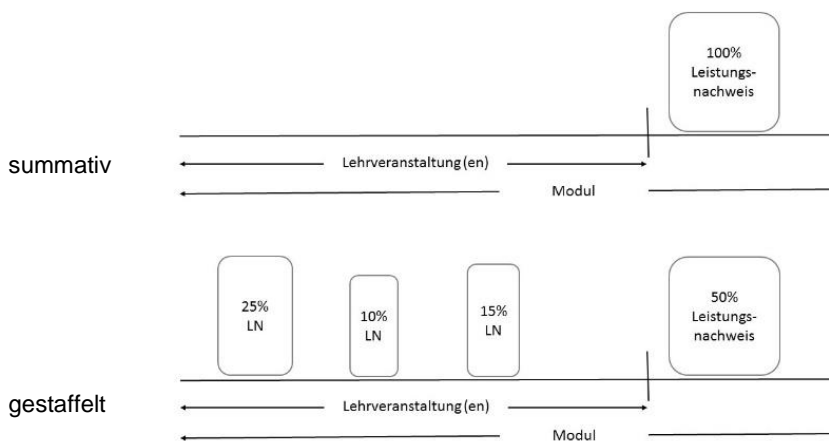 100%
Leistungs-
nachweis
summativ
Lehrveranstaltung(en)
Modul
25%
LN
10%
LN
15%
LN
50%
Leistungs-
nachweis
gestaffelt
Lehrveranstaltung(en)
Modul